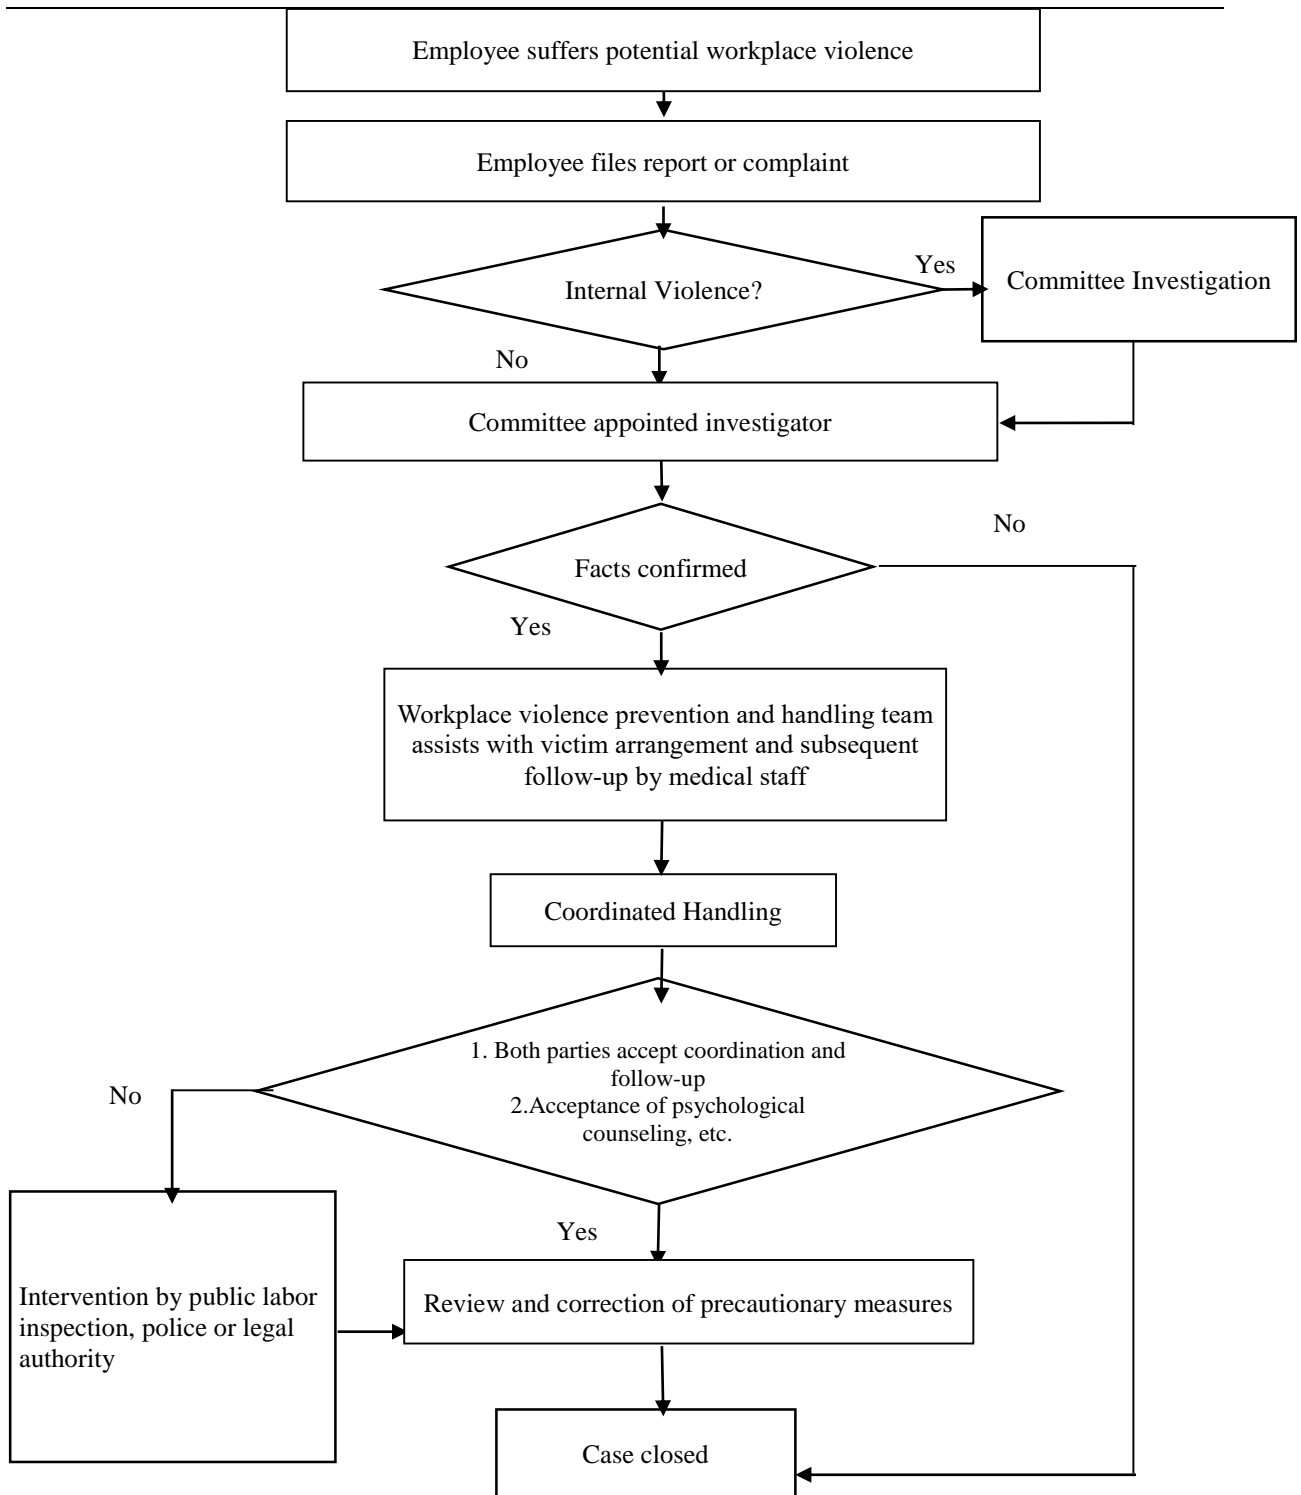 Employee suffers potential workplace violence
Employee files report or complaint
Internal Violence?
Yes
Committee Investigation
No
Committee appointed investigator
Facts confirmed
No
Yes
Workplace violence prevention and handling team
assists with victim arrangement and subsequent
follow-up by medical staff
Coordinated Handling
1. Both parties accept coordination and
follow-up
2.Acceptance of psychological
counseling, etc.
No
Yes
Intervention by public labor
inspection, police or legal
authority
Review and correction of precautionary measures
Case closed